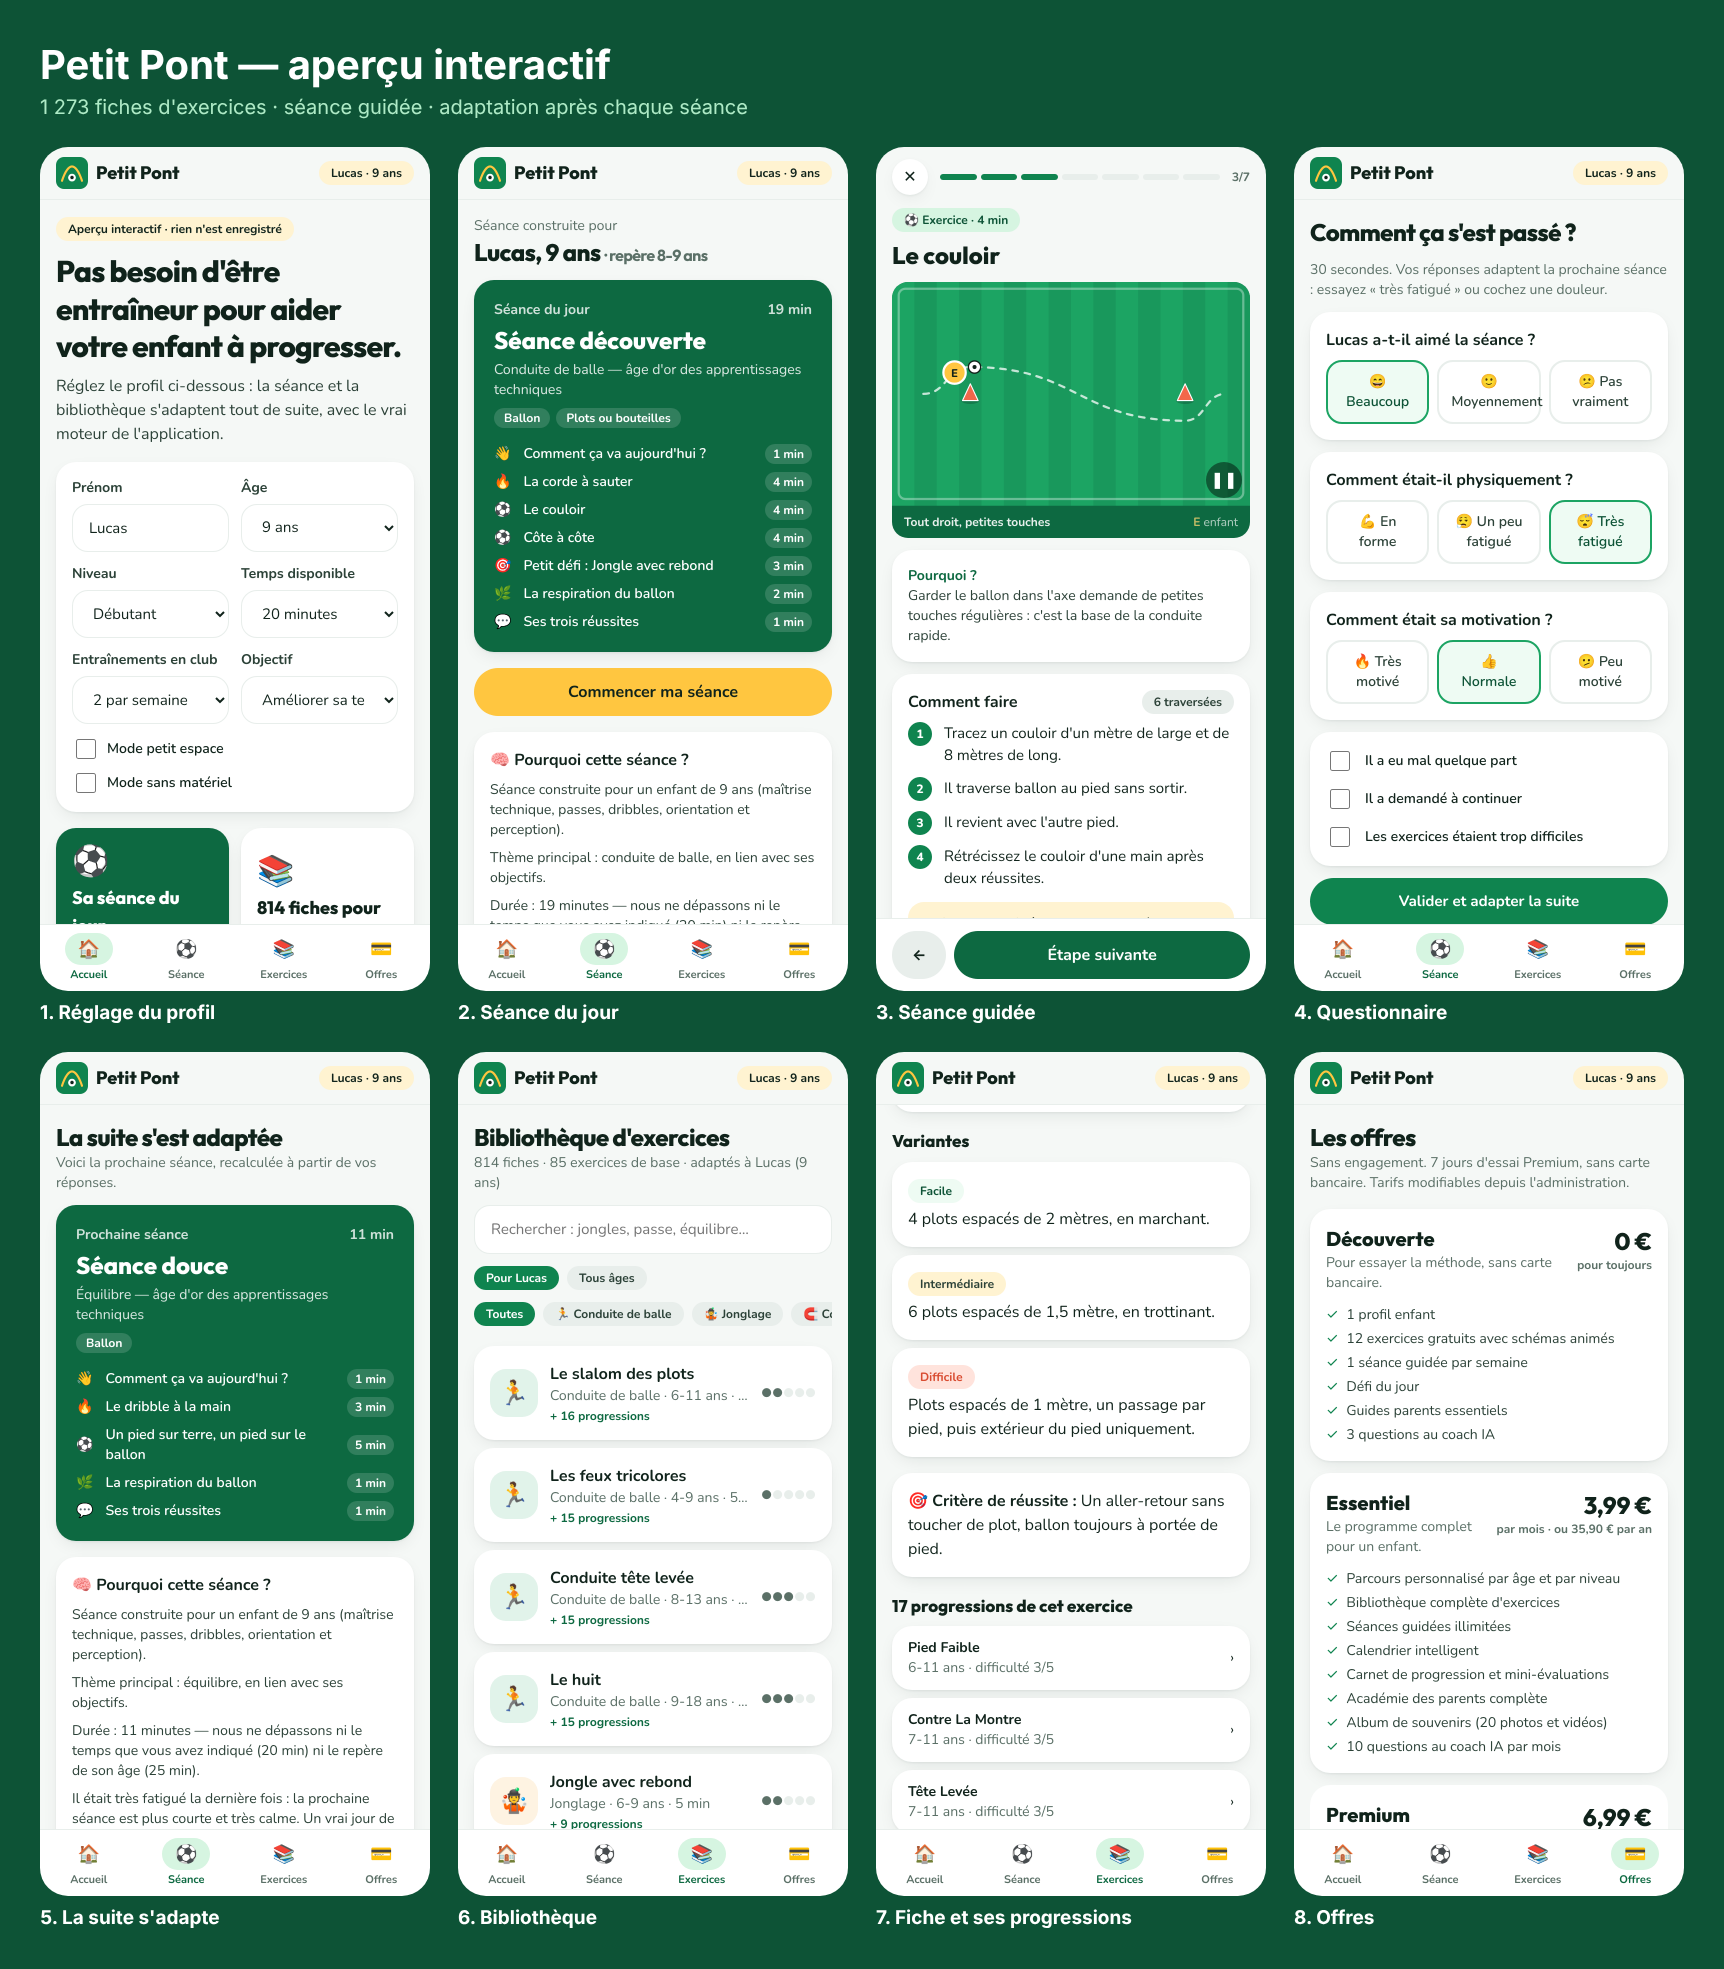 Petit Pont — aperçu interactif
1 273 fiches d'exercices · séance guidée · adaptation après chaque séance
Petit Pont
Lucas · 9 ans
Aperçu interactif · rien n'est enregistré
Pas besoin d'être
entraîneur pour aider
votre enfant à progresser.
Réglez le profil ci-dessous : la séance et la
bibliothèque s'adaptent tout de suite, avec le vrai
moteur de l'application.
Prénom
Âge
Lucas
9 ans
Niveau
Temps disponible
Débutant
20 minutes
Entraînements en club
Objectif
2 par semaine
Améliorer sa te
Mode petit espace
Mode sans matériel
Sa séance du
814 fiches pour
Accueil
Séance
Exercices
Offres
1. Réglage du profil
Petit Pont
Lucas · 9 ans
Séance construite pour
Lucas, 9 ans · repère 8-9 ans
Séance du jour
19 min
Séance découverte
Conduite de balle — âge d'or des apprentissages
techniques
Ballon
Plots ou bouteilles
Comment ça va aujourd'hui ?
1 min
La corde à sauter
4 min
Le couloir
4 min
Côte à côte
4 min
Petit défi : Jongle avec rebond
3 min
La respiration du ballon
2 min
Ses trois réussites
1 min
Commencer ma séance
Pourquoi cette séance ?
Séance construite pour un enfant de 9 ans (maîtrise
technique, passes, dribbles, orientation et
perception).
Thème principal : conduite de balle, en lien avec ses
objectifs.
Durée : 19 minutes — nous ne dépassons ni le
Accueil
Séance
Exercices
Offres
2. Séance du jour
3/7
Exercice · 4 min
Le couloir
E
Tout droit, petites touches
E enfant
Pourquoi ?
Garder le ballon dans l'axe demande de petites
touches régulières : c'est la base de la conduite
rapide.
Comment faire
6 traversées
1 Tracez un couloir d'un mètre de large et de
8 mètres de long.
2 Il traverse ballon au pied sans sortir.
3 Il revient avec l'autre pied.
4 Rétrécissez le couloir d'une main après
deux réussites.
Étape suivante
3. Séance guidée
Petit Pont
Lucas · 9 ans
Comment ça s'est passé ?
30 secondes. Vos réponses adaptent la prochaine séance
: essayez « très fatigué » ou cochez une douleur.
Lucas a-t-il aimé la séance ?
Beaucoup
Moyennement
Pas
vraiment
Comment était-il physiquement ?
En
forme
Un peu
fatigué
Très
fatigué
Comment était sa motivation ?
Très
motivé
Normale
Peu
motivé
Il a eu mal quelque part
Il a demandé à continuer
Les exercices étaient trop difficiles
Valider et adapter la suite
Accueil
Séance
Exercices
Offres
4. Questionnaire
Petit Pont
Lucas · 9 ans
La suite s'est adaptée
Voici la prochaine séance, recalculée à partir de vos
réponses.
Prochaine séance
11 min
Séance douce
Équilibre — âge d'or des apprentissages
techniques
Ballon
Comment ça va aujourd'hui ?
1 min
Le dribble à la main
3 min
Un pied sur terre, un pied sur le
ballon
5 min
La respiration du ballon
1 min
Ses trois réussites
1 min
Pourquoi cette séance ?
Séance construite pour un enfant de 9 ans (maîtrise
technique, passes, dribbles, orientation et
perception).
Thème principal : équilibre, en lien avec ses
objectifs.
Durée : 11 minutes — nous ne dépassons ni le
temps que vous avez indiqué (20 min) ni le repère
de son âge (25 min).
Il était très fatigué la dernière fois : la prochaine
séance est plus courte et très calme. Un vrai jour de
Accueil
Séance
Exercices
Offres
5. La suite s'adapte
Petit Pont
Lucas · 9 ans
Bibliothèque d'exercices
814 fiches · 85 exercices de base · adaptés à Lucas (9
ans)
Rechercher : jongles, passe, équilibre...
Pour Lucas
Tous âges
Toutes
Conduite de balle
Jonglage
Co
Le slalom des plots
Conduite de balle · 6-11 ans · ...
+ 16 progressions
Les feux tricolores
Conduite de balle · 4-9 ans · 5...
+ 15 progressions
Conduite tête levée
Conduite de balle · 8-13 ans · ...
+ 15 progressions
Le huit
Conduite de balle · 9-18 ans · ...
+ 15 progressions
Jongle avec rebond
Jonglage · 6-9 ans · 5 min
+ 9 progressions
Accueil
Séance
Exercices
Offres
6. Bibliothèque
Petit Pont
Lucas · 9 ans
Variantes
Facile
4 plots espacés de 2 mètres, en marchant.
Intermédiaire
6 plots espacés de 1,5 mètre, en trottinant.
Difficile
Plots espacés de 1 mètre, un passage par
pied, puis extérieur du pied uniquement.
Critère de réussite : Un aller-retour sans
toucher de plot, ballon toujours à portée de
pied.
17 progressions de cet exercice
Pied Faible
6-11 ans · difficulté 3/5
Contre La Montre
7-11 ans · difficulté 3/5
Tête Levée
7-11 ans · difficulté 3/5
Accueil
Séance
Exercices
Offres
7. Fiche et ses progressions
Petit Pont
Lucas · 9 ans
Les offres
Sans engagement. 7 jours d'essai Premium, sans carte
bancaire. Tarifs modifiables depuis l'administration.
Découverte
0 €
Pour essayer la méthode, sans carte
bancaire.
pour toujours
1 profil enfant
12 exercices gratuits avec schémas animés
1 séance guidée par semaine
Défi du jour
Guides parents essentiels
3 questions au coach IA
Essentiel
3,99 €
Le programme complet
pour un enfant.
par mois · ou 35,90 € par an
Parcours personnalisé par âge et par niveau
Bibliothèque complète d'exercices
Séances guidées illimitées
Calendrier intelligent
Carnet de progression et mini-évaluations
Académie des parents complète
Album de souvenirs (20 photos et vidéos)
10 questions au coach IA par mois
Premium
6,99 €
Accueil
Séance
Exercices
Offres
8. Offres